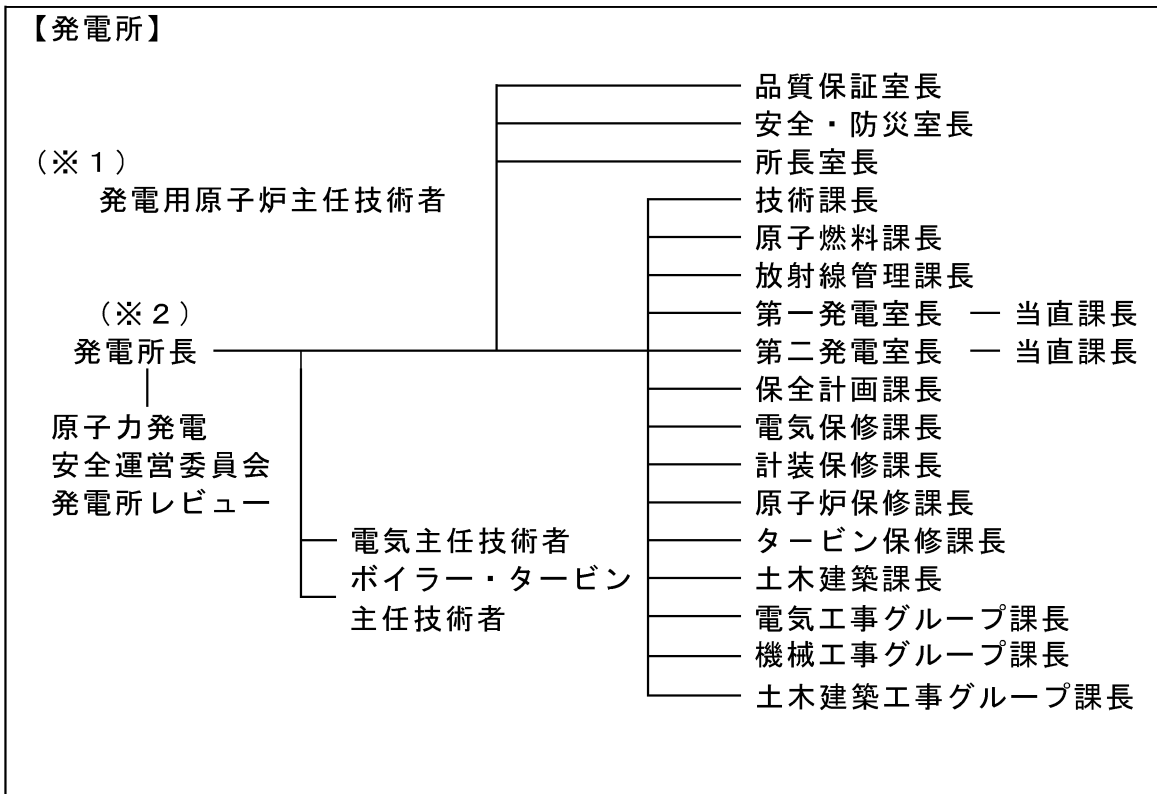 【発電所】
品質保証室長
安全・防災室長
(※1)
所長室長
発電用原子炉主任技術者
技術課長
原子燃料課長
放射線管理課長
(※2)
第一発電室長 ― 当直課長
発電所長
第二発電室長 ― 当直課長
保全計画課長
原子力発電
電気保修課長
安全運営委員会
計装保修課長
発電所レビュー
原子炉保修課長
電気主任技術者
タービン保修課長
ボイラー・タービン
土木建築課長
主任技術者
電気工事グループ課長
機械工事グループ課長
土木建築工事グループ課長